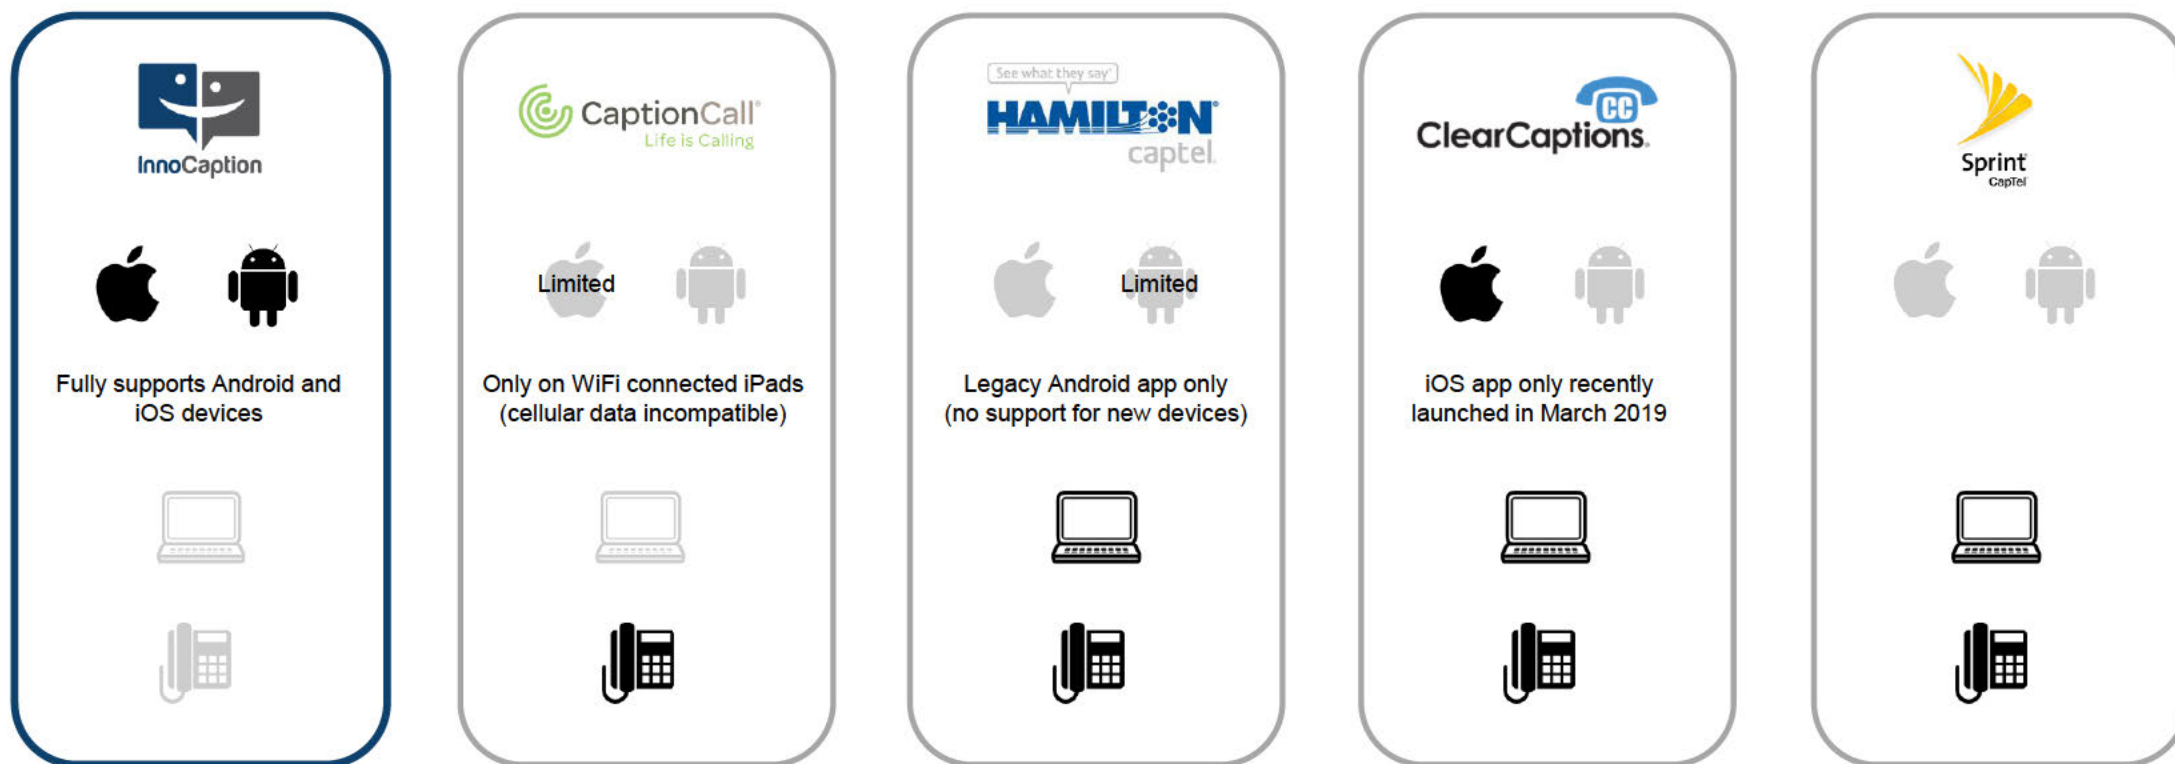 InnoCaption
Fully supports Android and
iOS devices
CaptionCall®
Life is Calling
Limited
Only on WiFi connected iPads
(cellular data incompatible)
See what they say®
HAMILTON®
captel.
Limited
Legacy Android app only
(no support for new devices)
CC
ClearCaptions.
iOS app only recently
launched in March 2019
Sprint
CapTel